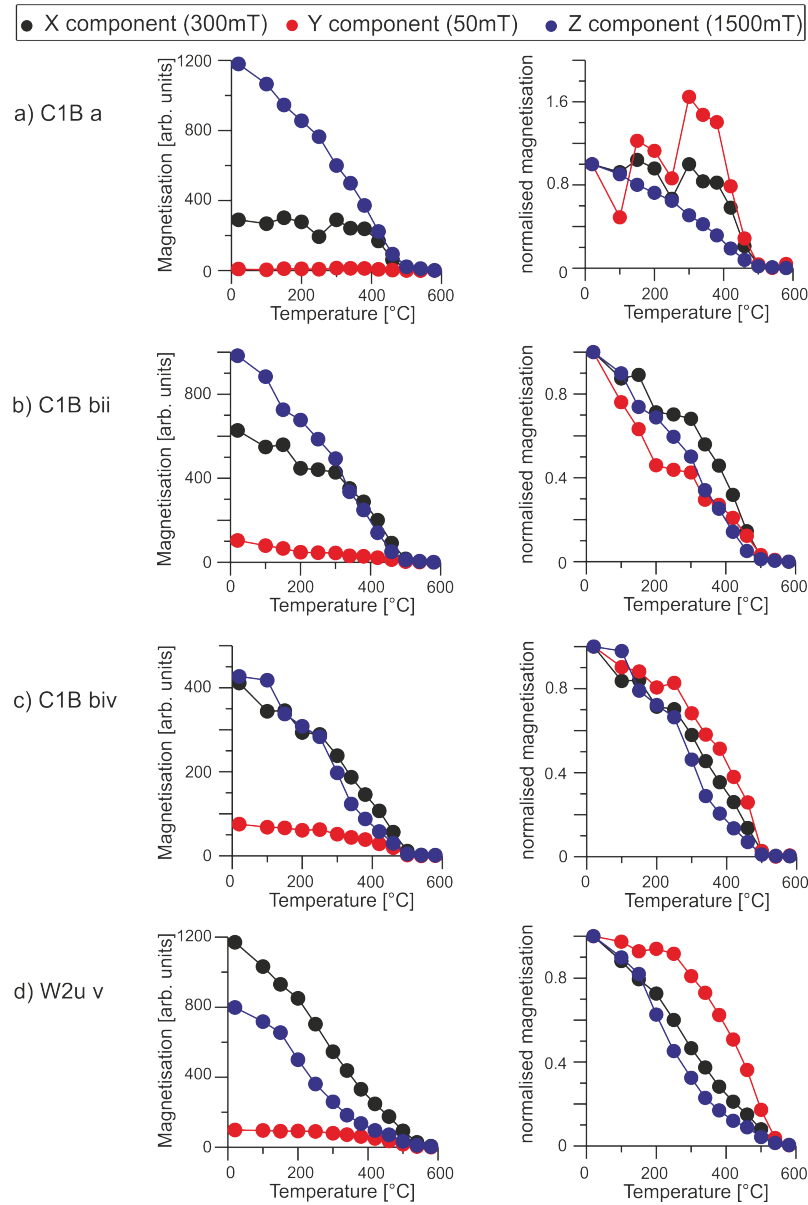 X component (300mT) Y component (50mT) Z component (1500mT)
a) C1B a
Magnetisation [arb. units]
1200
800
400
0
0 200 400 600
Temperature [°C]
normalised magnetisation
1.6
0.8
0
0 200 400 600
Temperature [°C]
b) C1B bii
Magnetisation [arb. units]
800
400
0
0 200 400 600
Temperature [°C]
normalised magnetisation
0.8
0.4
0
0 200 400 600
Temperature [°C]
c) C1B biv
Magnetisation [arb. units]
400
200
0
0 200 400 600
Temperature [°C]
normalised magnetisation
0.8
0.4
0
0 200 400 600
Temperature [°C]
d) W2u v
Magnetisation [arb. units]
1200
800
400
0
0 200 400 600
Temperature [°C]
normalised magnetisation
0.8
0.4
0
0 200 400 600
Temperature [°C]